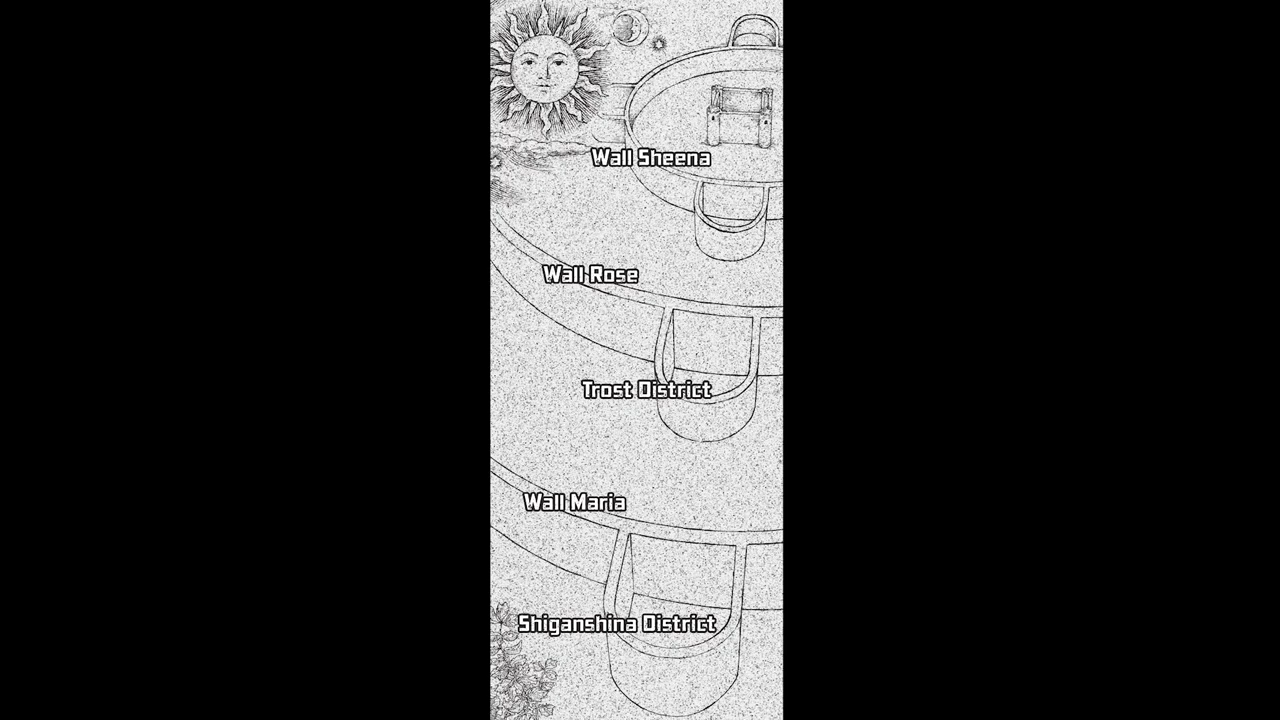 Wall Sheena
Wall Rose
Trost District
Wall Maria
Shiganshina District